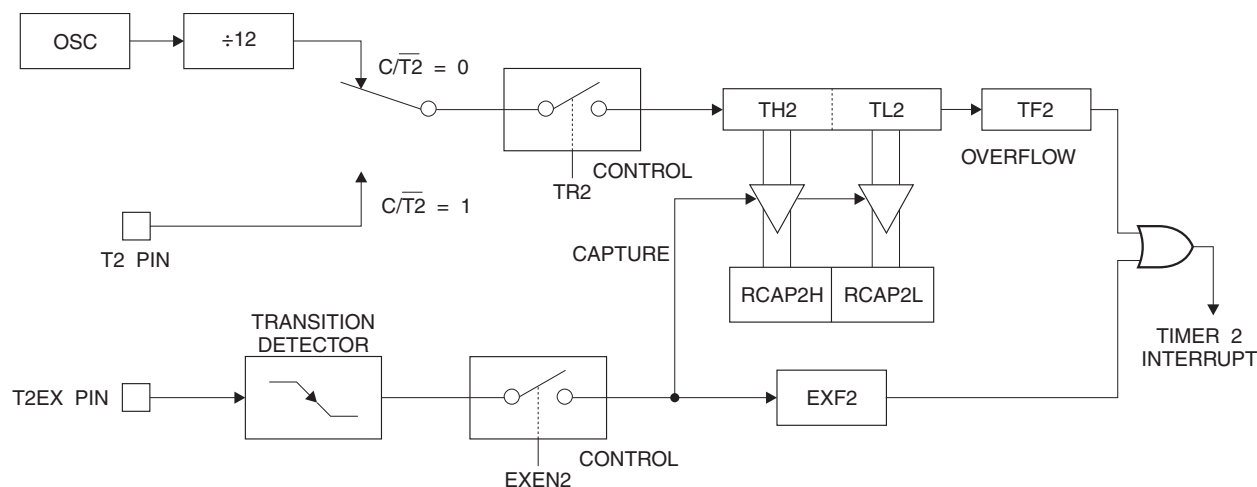 OSC
÷12
C/T2 = 0
TH2
TL2
TF2
OVERFLOW
CONTROL
TR2
C/T2 = 1
T2 PIN
CAPTURE
RCAP2H
RCAP2L
TRANSITION
DETECTOR
TIMER 2
INTERRUPT
T2EX PIN
EXF2
CONTROL
EXEN2